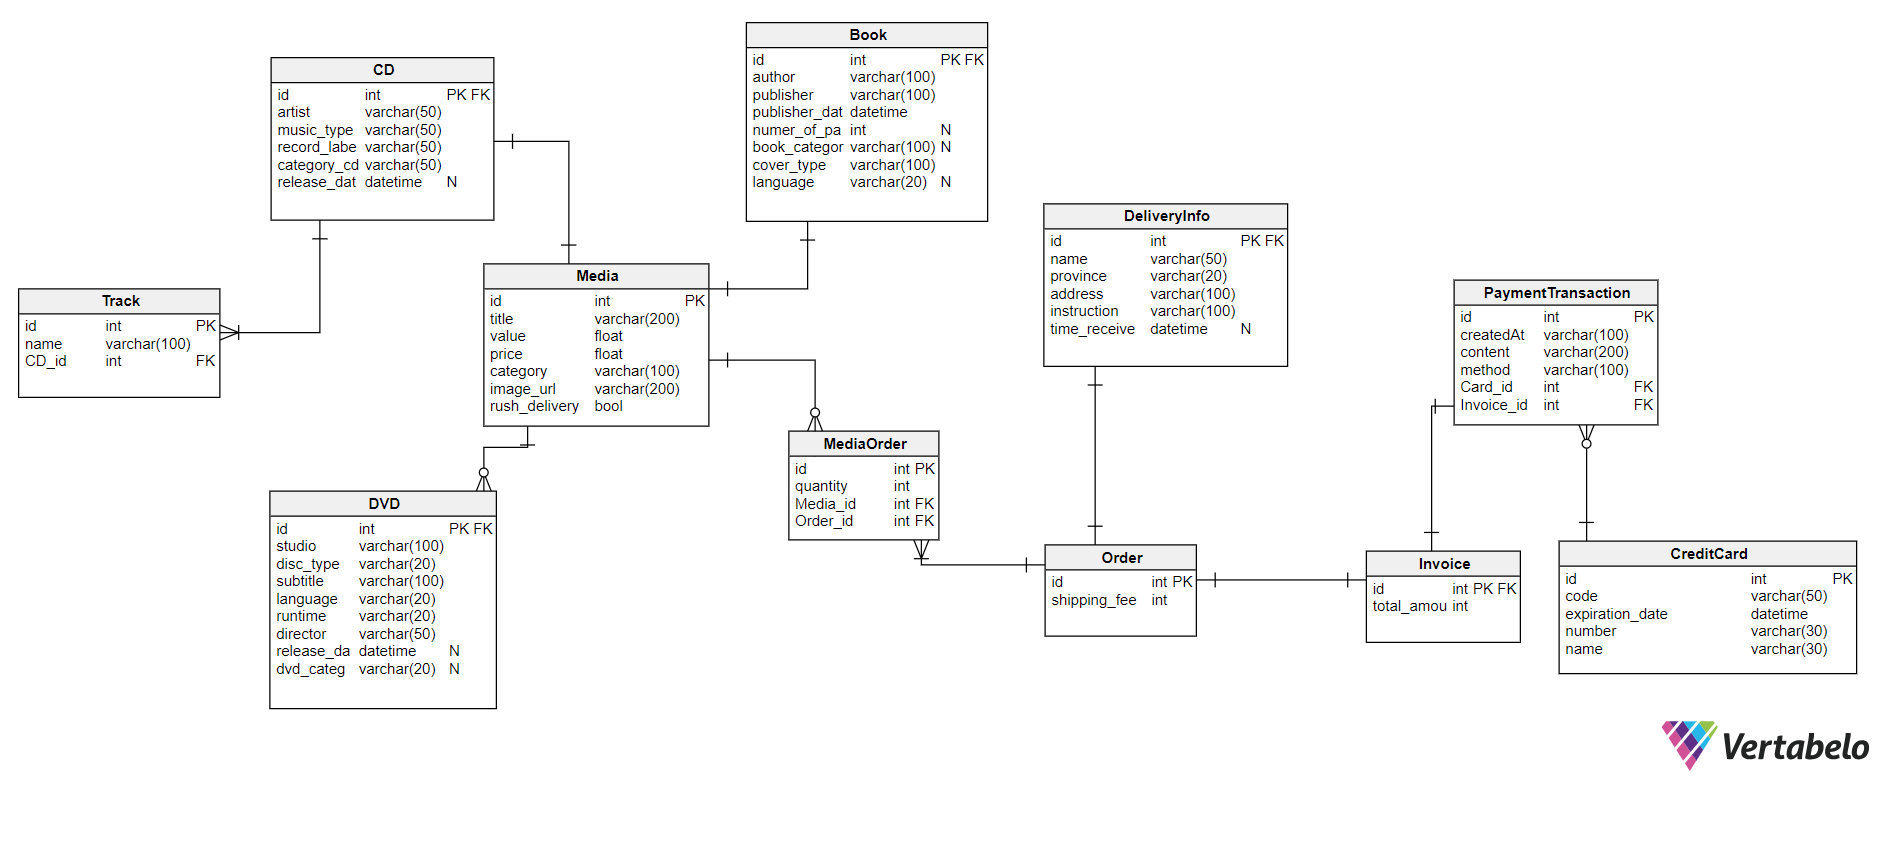 CD
id int PK FK
artist varchar(50)
music_type varchar(50)
record_labe varchar(50)
category_cd varchar(50)
release_dat datetime N
Book
id int PK FK
author varchar(100)
publisher varchar(100)
publisher_dat datetime
numer_of_pa int N
book_categor varchar(100) N
cover_type varchar(100)
language varchar(20) N
Track
id int PK
name varchar(100)
CD_id int FK
Media
id int PK
title varchar(200)
value float
price float
category varchar(100)
image_url varchar(200)
rush_delivery bool
DeliveryInfo
id int PK FK
name varchar(50)
province varchar(20)
address varchar(100)
instruction varchar(100)
time_receive datetime N
PaymentTransaction
id int PK
createdAt varchar(100)
content varchar(200)
method varchar(100)
Card_id int FK
Invoice_id int FK
DVD
id int PK FK
studio varchar(100)
disc_type varchar(20)
subtitle varchar(100)
language varchar(20)
runtime varchar(20)
director varchar(50)
release_da datetime N
dvd_categ varchar(20) N
MediaOrder
id int PK
quantity int
Media_id int FK
Order_id int FK
Order
id int PK
shipping_fee int
Invoice
id int PK FK
total_amou int
CreditCard
id int PK
code varchar(50)
expiration_date datetime
number varchar(30)
name varchar(30)
Vertabelo